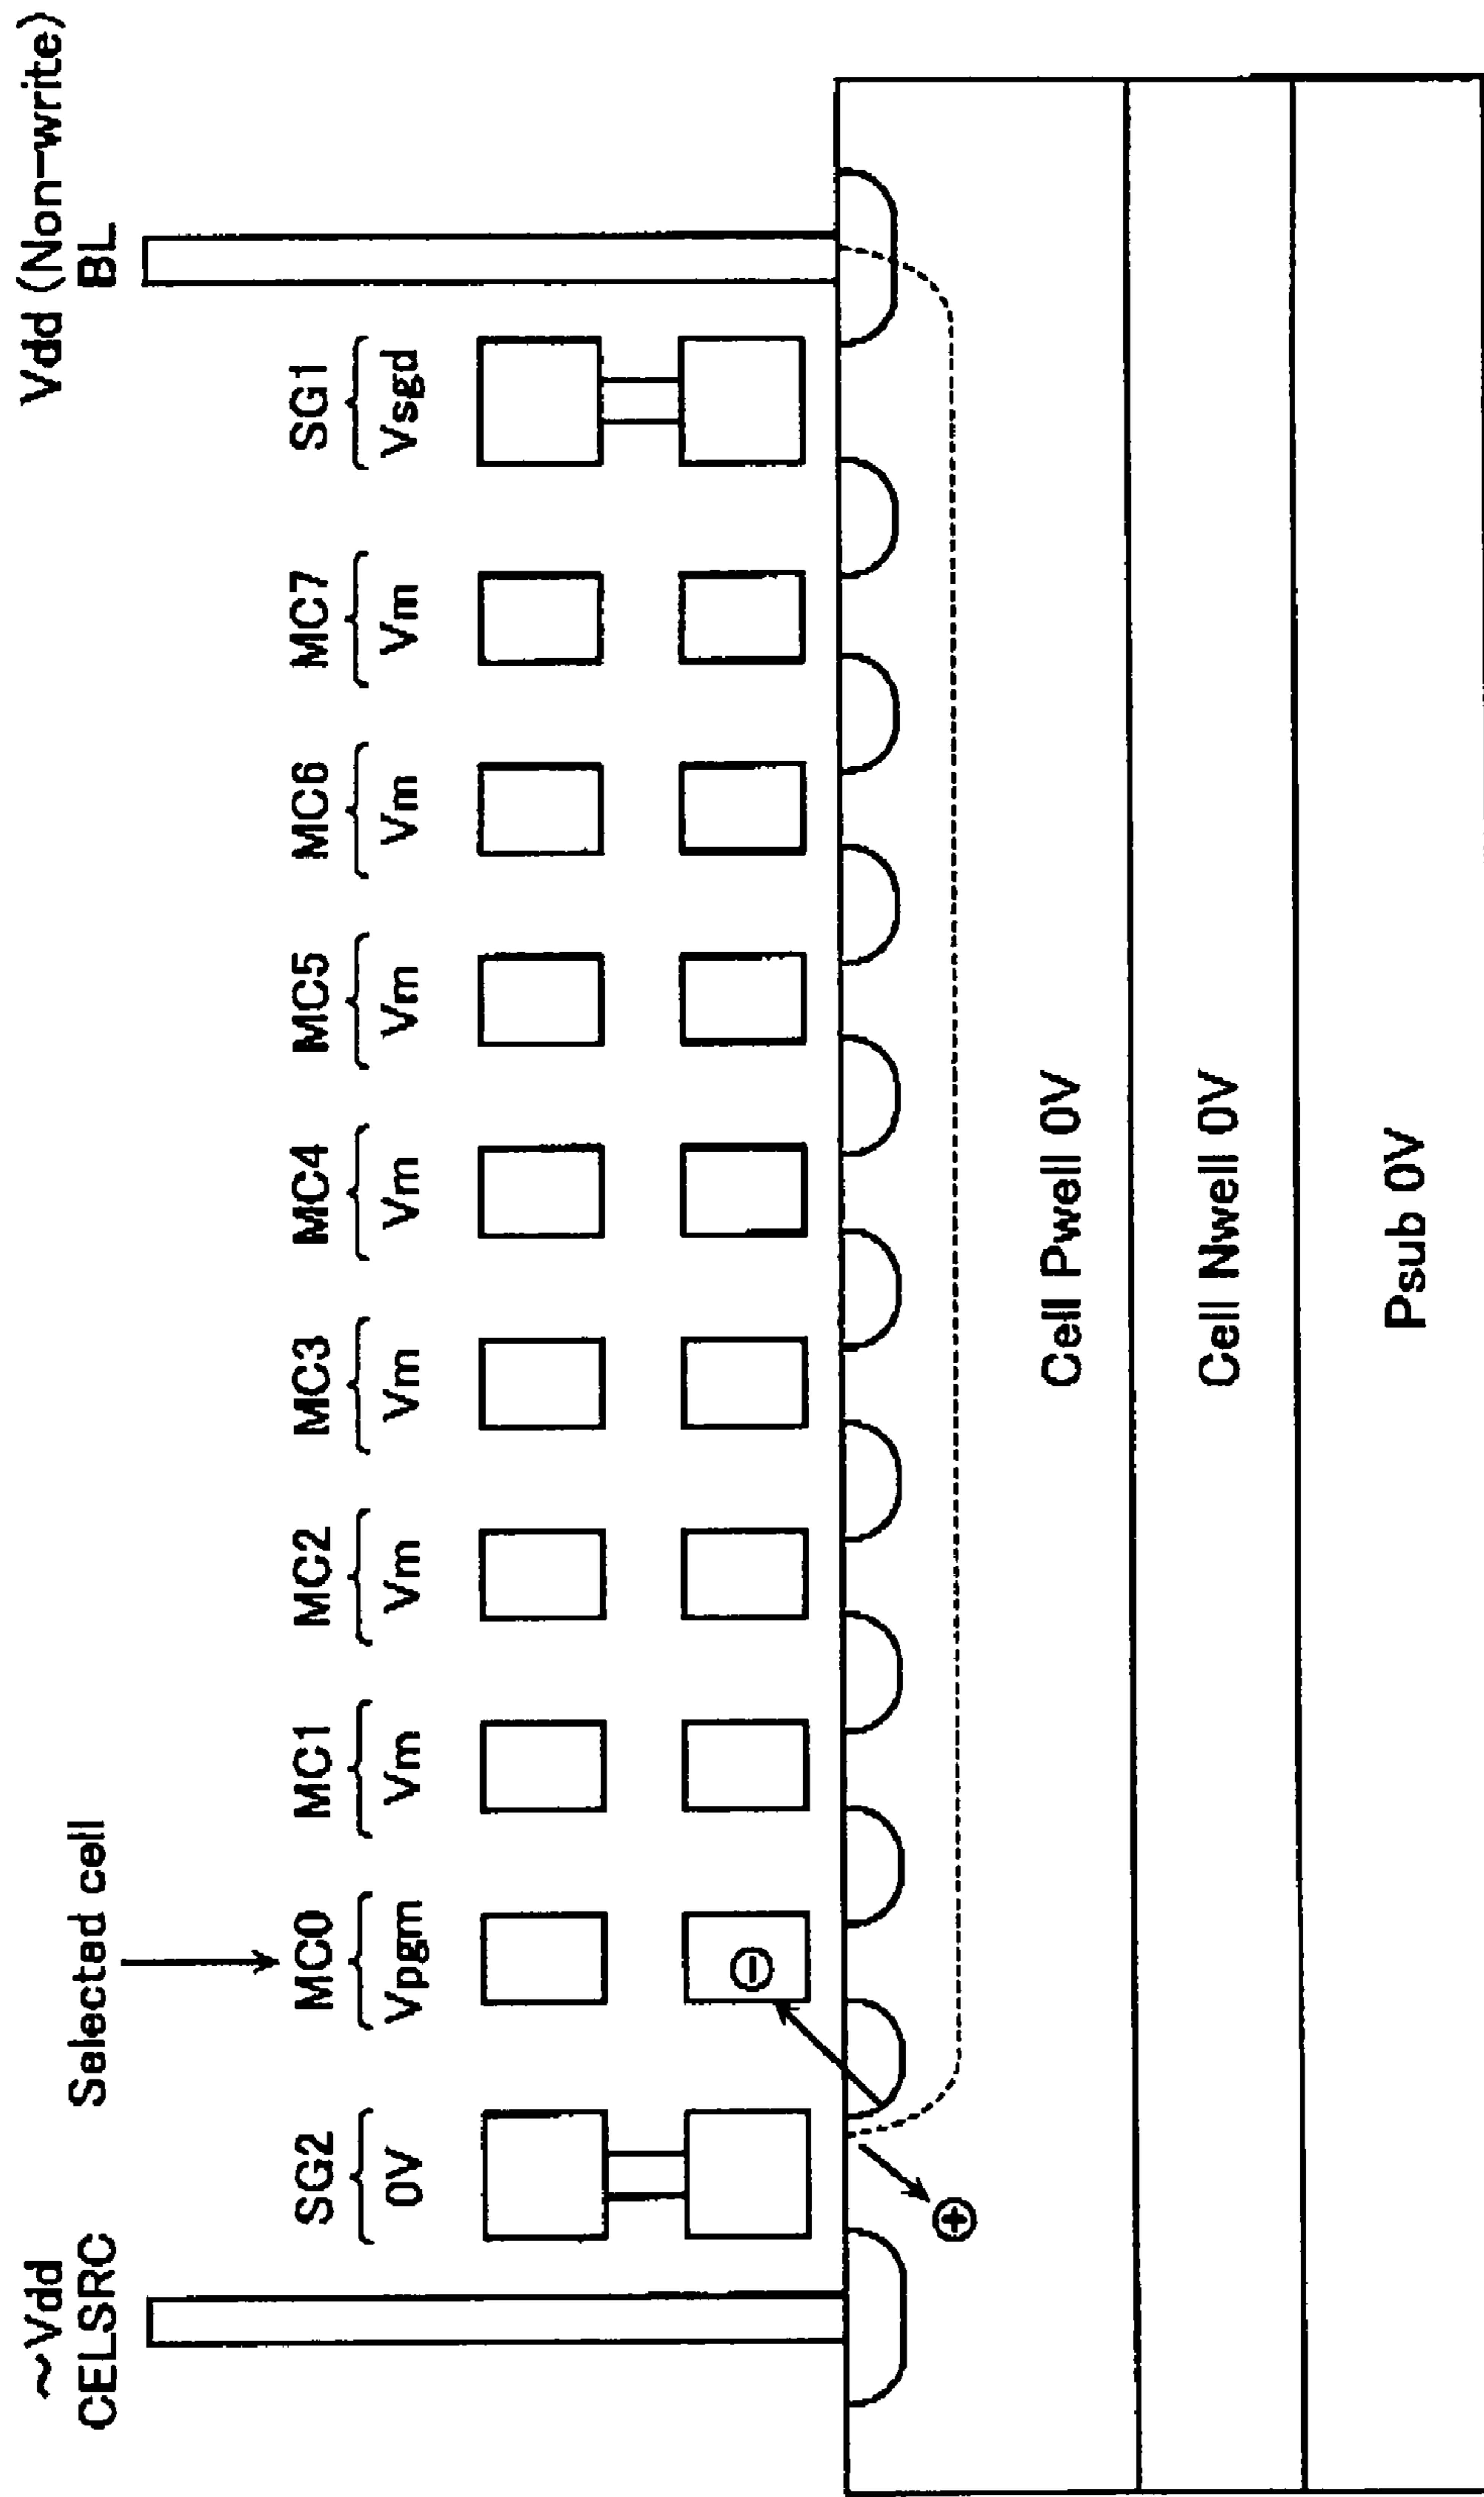 ~Vdd
CELSRC
Selected cell
Vdd (Non-write)
BL
SG2
MC0
MC1
MC2
MC3
MC4
MC5
MC6
MC7
SG1
0V
Vpgm
Vm
Vm
Vm
Vm
Vm
Vm
Vm
Vsgd
⊖
⊕
Cell Pwell 0V
Cell Nwell 0V
Psub 0V